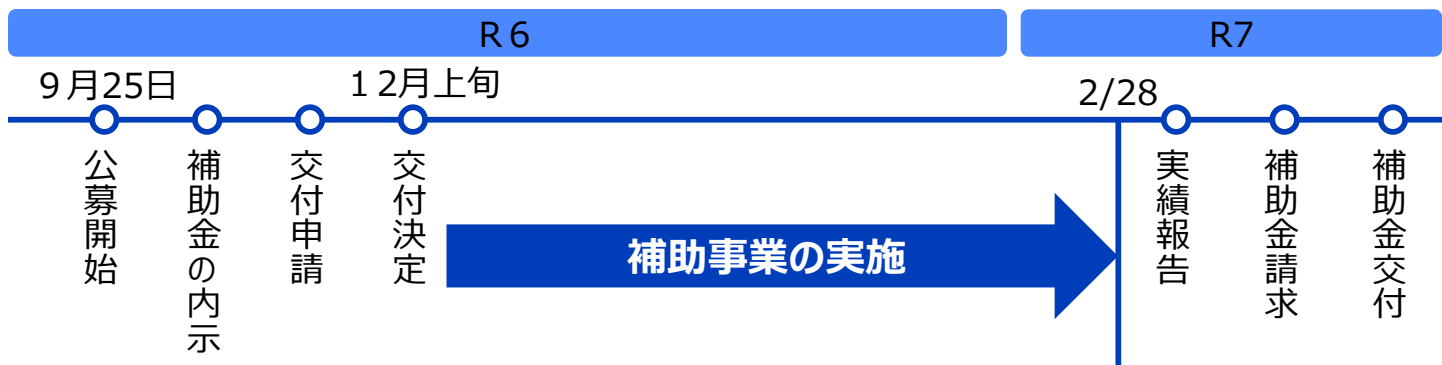 R６
R7
９月25日
１２月上旬
2/28
公募開始
補助金の内示
交付申請
交付決定
補助事業の実施
実績報告
補助金請求
補助金交付